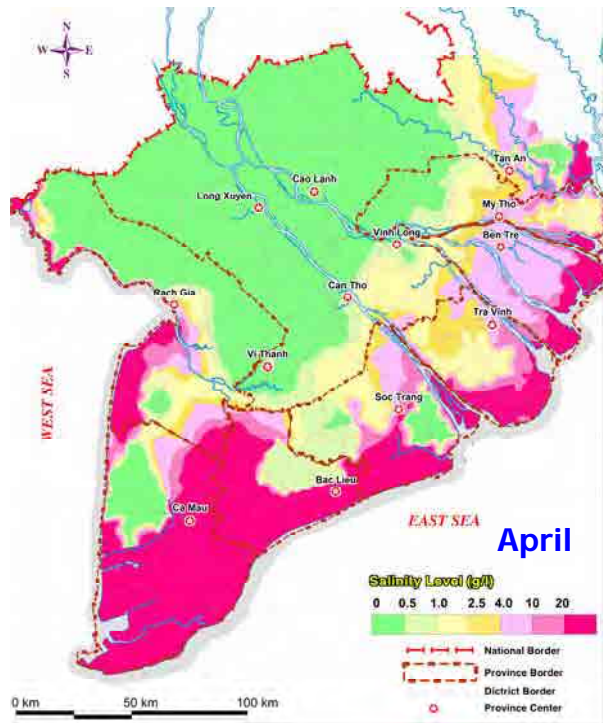 N
W E
S
Tan An
Cao Lanh
Long Xuyen
My Tho
Vinh Long
Ben Tre
Can Tho
Rach Gia
Tra Vinh
Vi Thanh
WEST SEA
Soc Trang
Bac Lieu
Ca Mau
EAST SEA
April
Salinity Level (g/l)
0 0.5 1.0 2.5 4.0 10 20
National Border
Province Border
District Border
Province Center
0 km 50 km 100 km